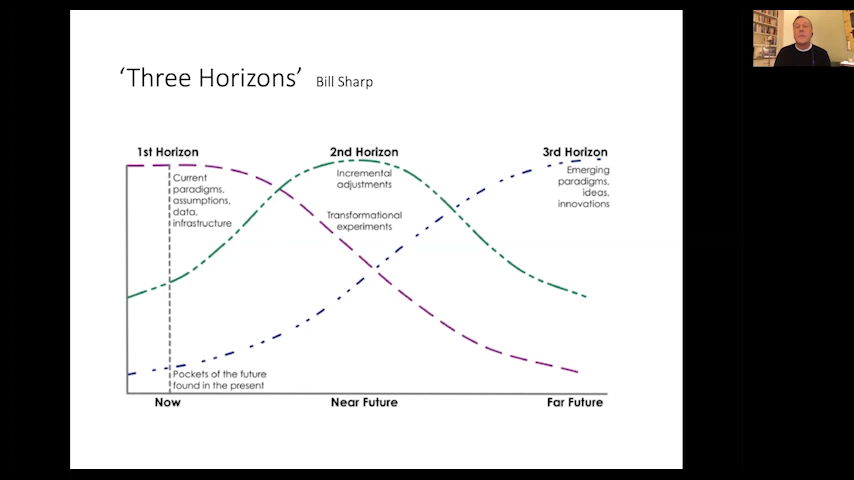 ‘Three Horizons’ Bill Sharp
1st Horizon
2nd Horizon
3rd Horizon
Current
paradigms,
assumptions,
data,
infrastructure
Incremental
adjustments
Transformational
experiments
Emerging
paradigms,
ideas,
innovations
Pockets of the future
found in the present
Now
Near Future
Far Future